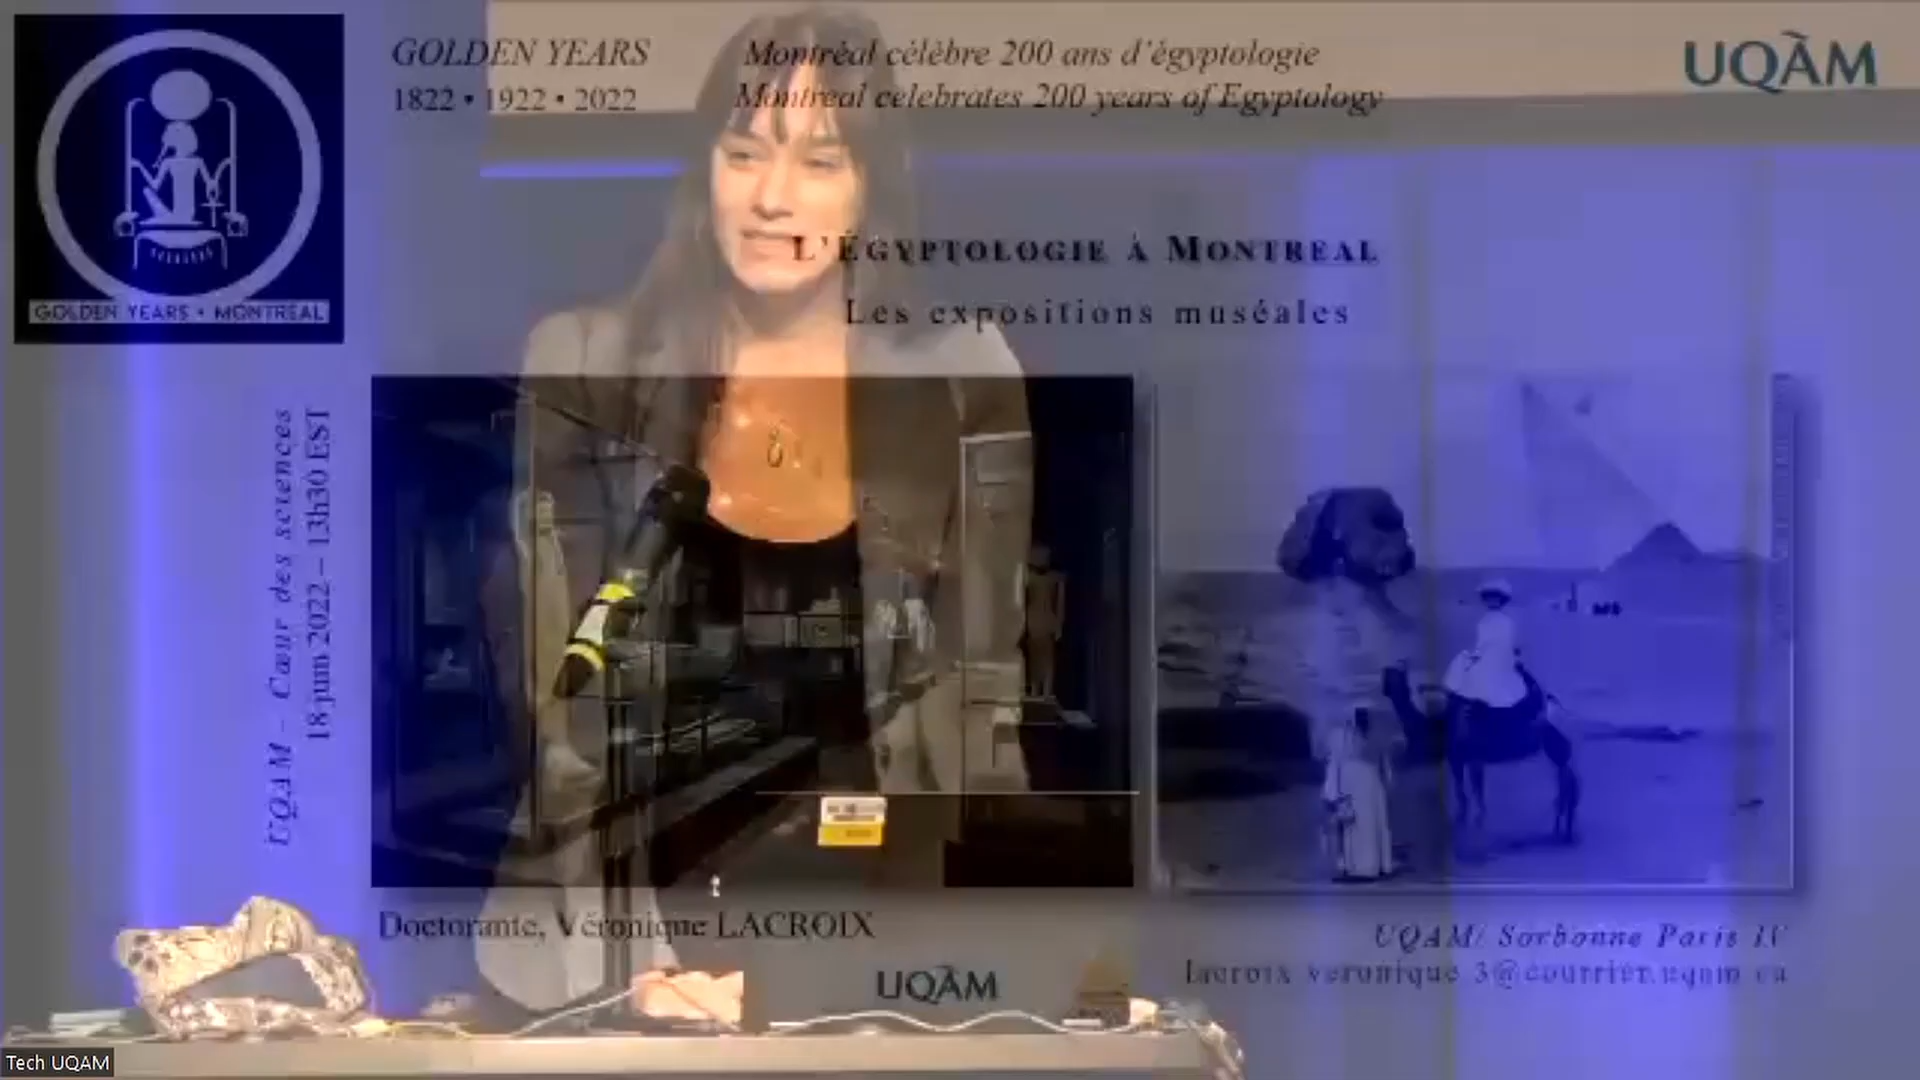 GOLDEN YEARS
1822 • 1922 • 2022
Montréal célèbre 200 ans d'égyptologie
Montreal celebrates 200 years of Egyptology
UQÀM
GOLDEN YEARS • MONTREAL
L'ÉGYPTOLOGIE À MONTREAL
Les expositions muséales
UQAM - Cœur des sciences
18 juin 2022 – 13h30 EST
Doctorante, Véronique LACROIX
UQAM/ Sorbonne Paris IV
lacroix.veronique.3@courrier.uqam.ca
UQÀM
Tech UQAM